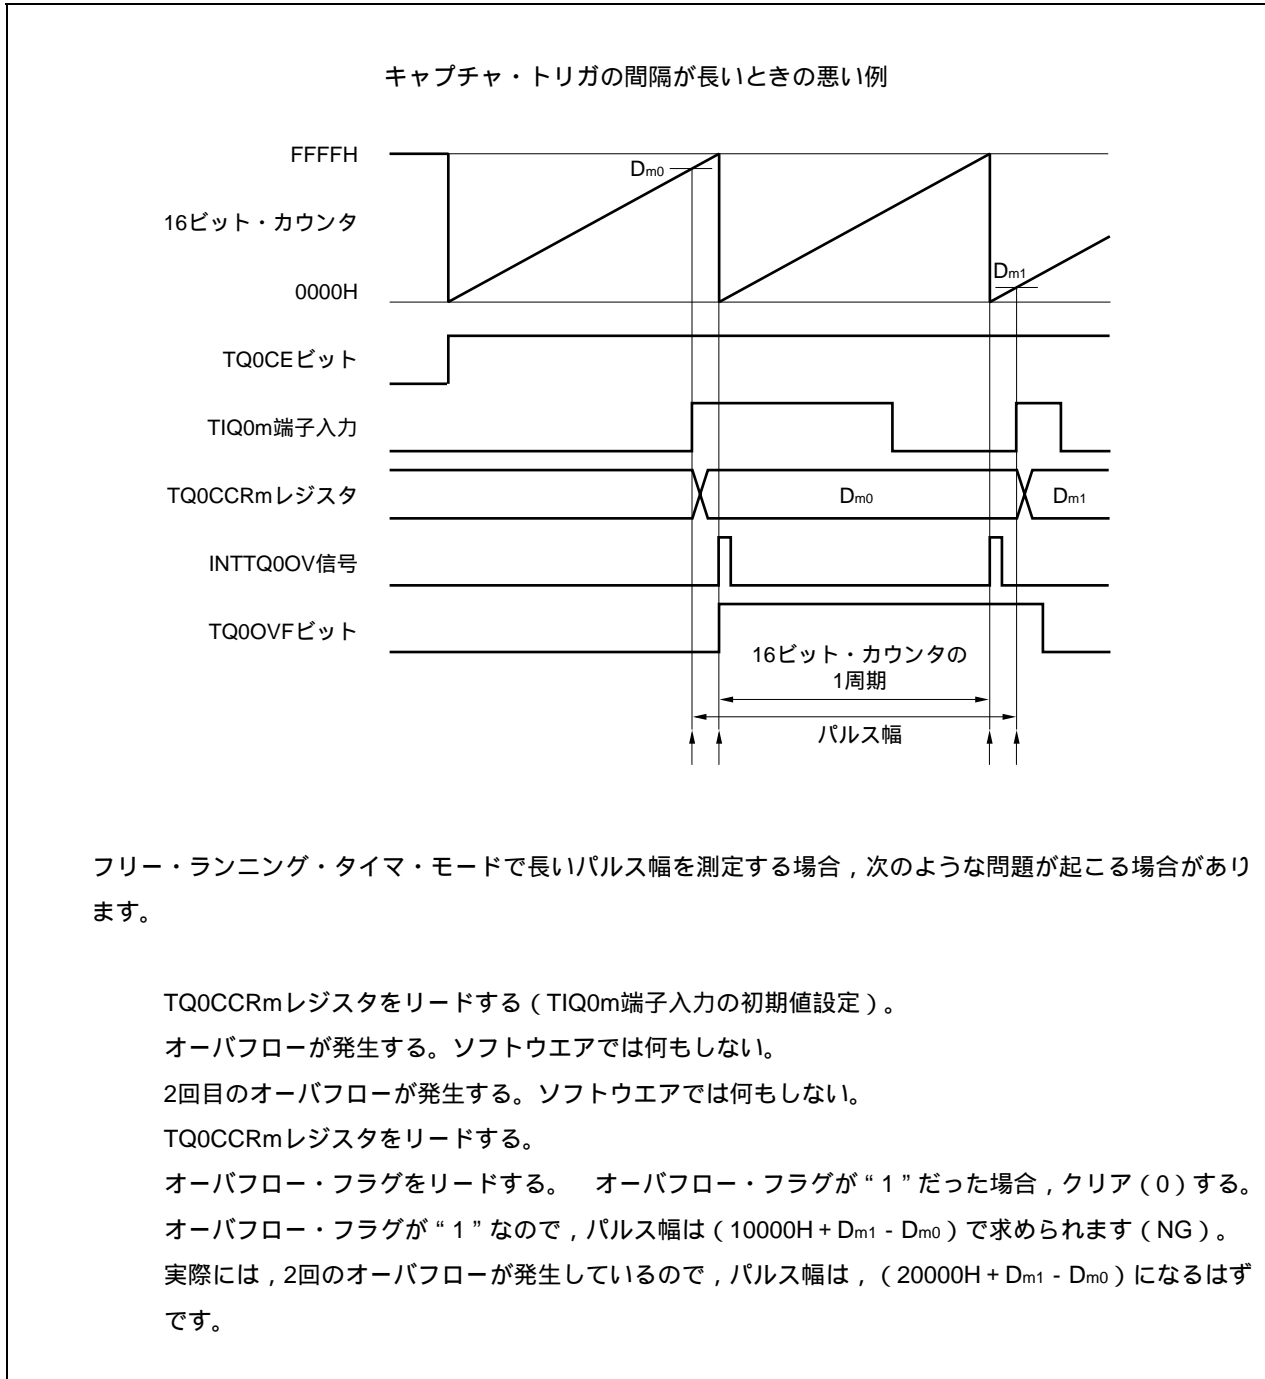 キャプチャ・トリガの間隔が長いときの悪い例
FFFFH
Dm0
16ビット・カウンタ
Dm1
0000H
TQ0CEビット
TIQ0m端子入力
TQ0CCRmレジスタ
Dm0
Dm1
INTTQ0OV信号
TQ0OVFビット
16ビット・カウンタの
1周期
パルス幅
フリー・ランニング・タイマ・モードで長いパルス幅を測定する場合，次のような問題が起こる場合があり
ます。
TQ0CCRmレジスタをリードする（TIQ0m端子入力の初期値設定）。
オーバフローが発生する。ソフトウエアでは何もしない。
2回目のオーバフローが発生する。ソフトウエアでは何もしない。
TQ0CCRmレジスタをリードする。
オーバフロー・フラグをリードする。　オーバフロー・フラグが“1”だった場合，クリア（0）する。
オーバフロー・フラグが“1”なので，パルス幅は（10000H + Dm1 - Dm0）で求められます（NG）。
実際には，2回のオーバフローが発生しているので，パルス幅は，（20000H + Dm1 - Dm0）になるはず
です。